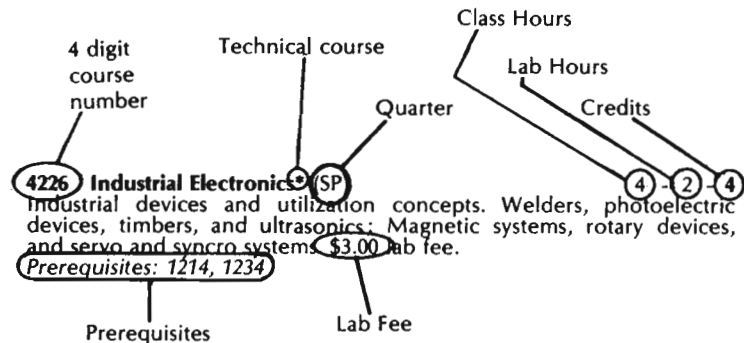 Class Hours
4 digit
course
number
Technical course
Lab Hours
Quarter
Credits
4226 Industrial Electronics* (SP) 4 - 2 - 4
Industrial devices and utilization concepts. Welders, photoelectric
devices, timbers, and ultrasonics: Magnetic systems, rotary devices,
and servo and syncro systems. $3.00 lab fee.
Prerequisites: 1214, 1234
Prerequisites
Lab Fee